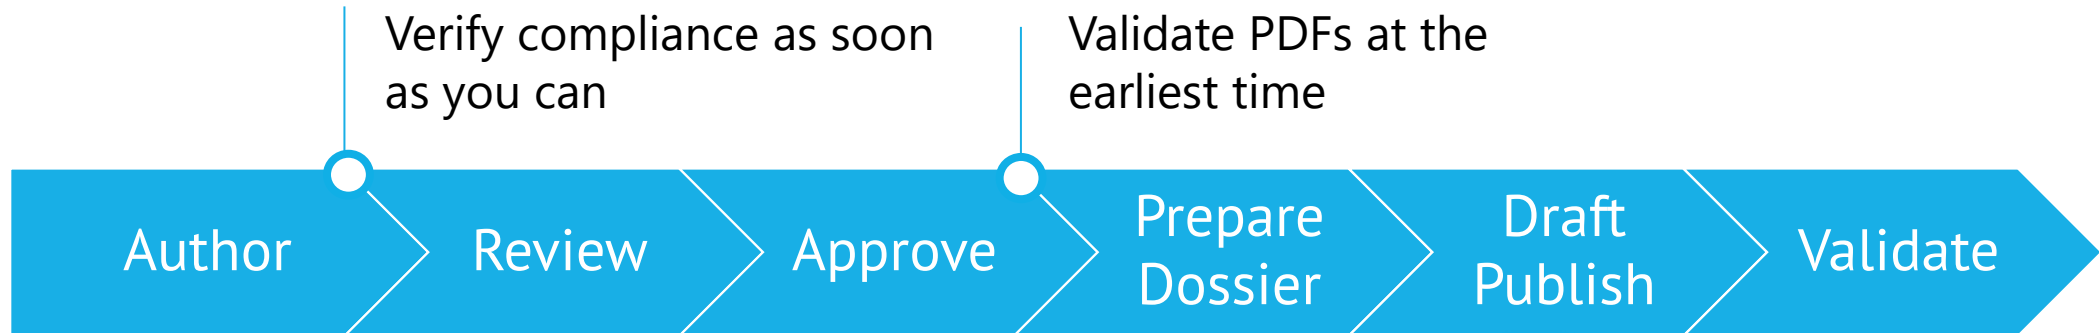 Verify compliance as soon
as you can
Validate PDFs at the
earliest time
Author
Review
Approve
Prepare
Dossier
Draft
Publish
Validate